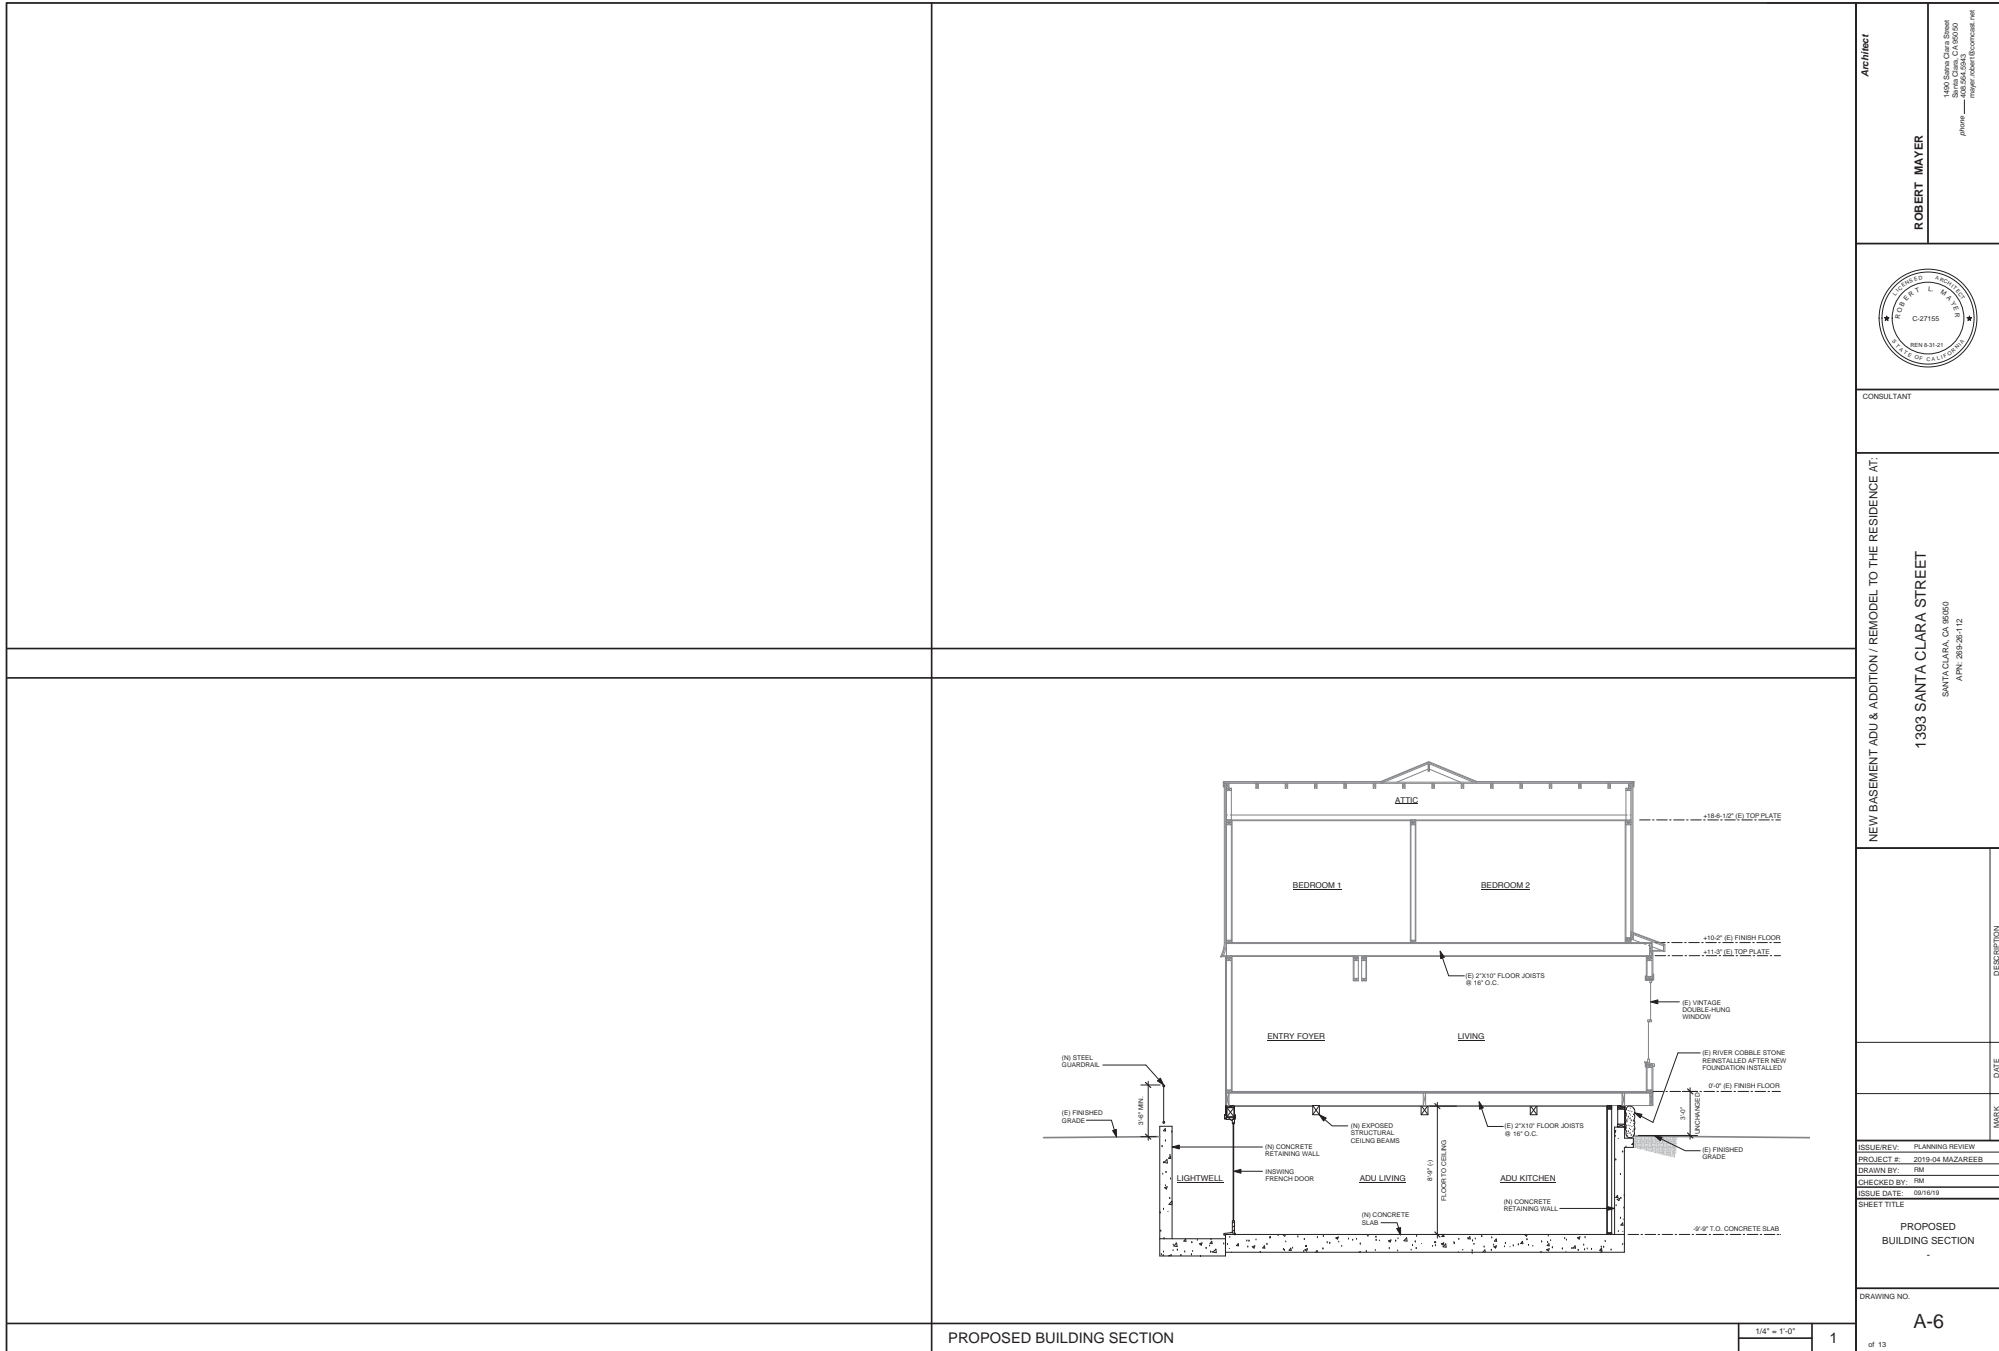 Architect
ROBERT MAYER
1490 Satna Clara Street
Santa Clara, CA 95050
phone 408.564.5943
mayer.robert@comcast.net
LICENSED ARCHITECT
ROBERT L. MAYER
C-27155
REN 8-31-21
STATE OF CALIFORNIA
CONSULTANT
NEW BASEMENT ADU & ADDITION / REMODEL TO THE RESIDENCE AT:
1393 SANTA CLARA STREET
SANTA CLARA, CA 95050
APN: 269-26-112
ATTIC
+18-6-1/2" (E) TOP PLATE
BEDROOM 1
BEDROOM 2
+10-2" (E) FINISH FLOOR
+11-3" (E) TOP PLATE
(E) 2"X10" FLOOR JOISTS
@ 16" O.C.
(E) VINTAGE
DOUBLE-HUNG
WINDOW
ENTRY FOYER
LIVING
(N) STEEL
GUARDRAIL
(E) RIVER COBBLE STONE
REINSTALLED AFTER NEW
FOUNDATION INSTALLED
0'-0" (E) FINISH FLOOR
3'-6" MIN.
(E) FINISHED
GRADE
3'-0"
UNCHANGED
(N) EXPOSED
STRUCTURAL
CEILNG BEAMS
(E) 2"X10" FLOOR JOISTS
@ 16" O.C.
(N) CONCRETE
RETAINING WALL
(E) FINISHED
GRADE
8'-9" (-)
FLOOR TO CEILING
LIGHTWELL
INSWING
FRENCH DOOR
ADU LIVING
ADU KITCHEN
(N) CONCRETE
RETAINING WALL
(N) CONCRETE
SLAB
-9'-9" T.O. CONCRETE SLAB
DESCRIPTION
DATE
MARK
ISSUE/REV: PLANNING REVIEW
PROJECT #: 2019-04 MAZAREEB
DRAWN BY: RM
CHECKED BY: RM
ISSUE DATE: 09/16/19
SHEET TITLE
PROPOSED
BUILDING SECTION
-
DRAWING NO.
A-6
of 13
PROPOSED BUILDING SECTION
1/4" = 1'-0"
1